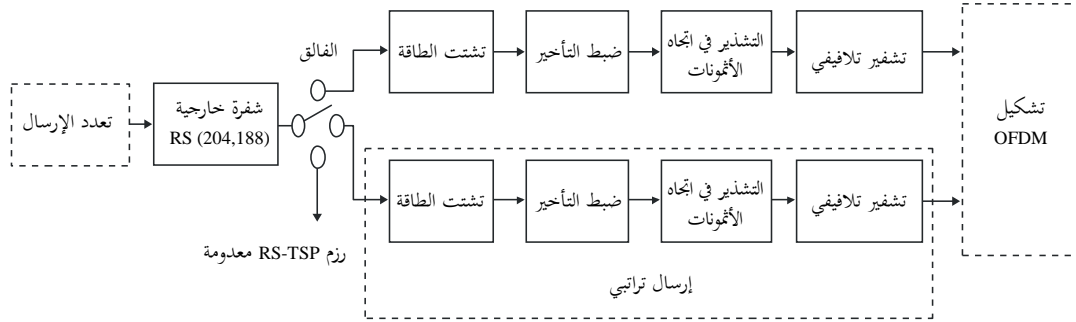 تعدد الإرسال
شفرة خارجية
RS (204,188)
الفالق
رزم RS-TSP معدومة
تشتت الطاقة
ضبط التأخير
التشذير في اتجاه
الأثمونات
تشفير تلافيفي
تشتت الطاقة
ضبط التأخير
التشذير في اتجاه
الأثمونات
تشفير تلافيفي
إرسال تراتبي
تشكيل
OFDM